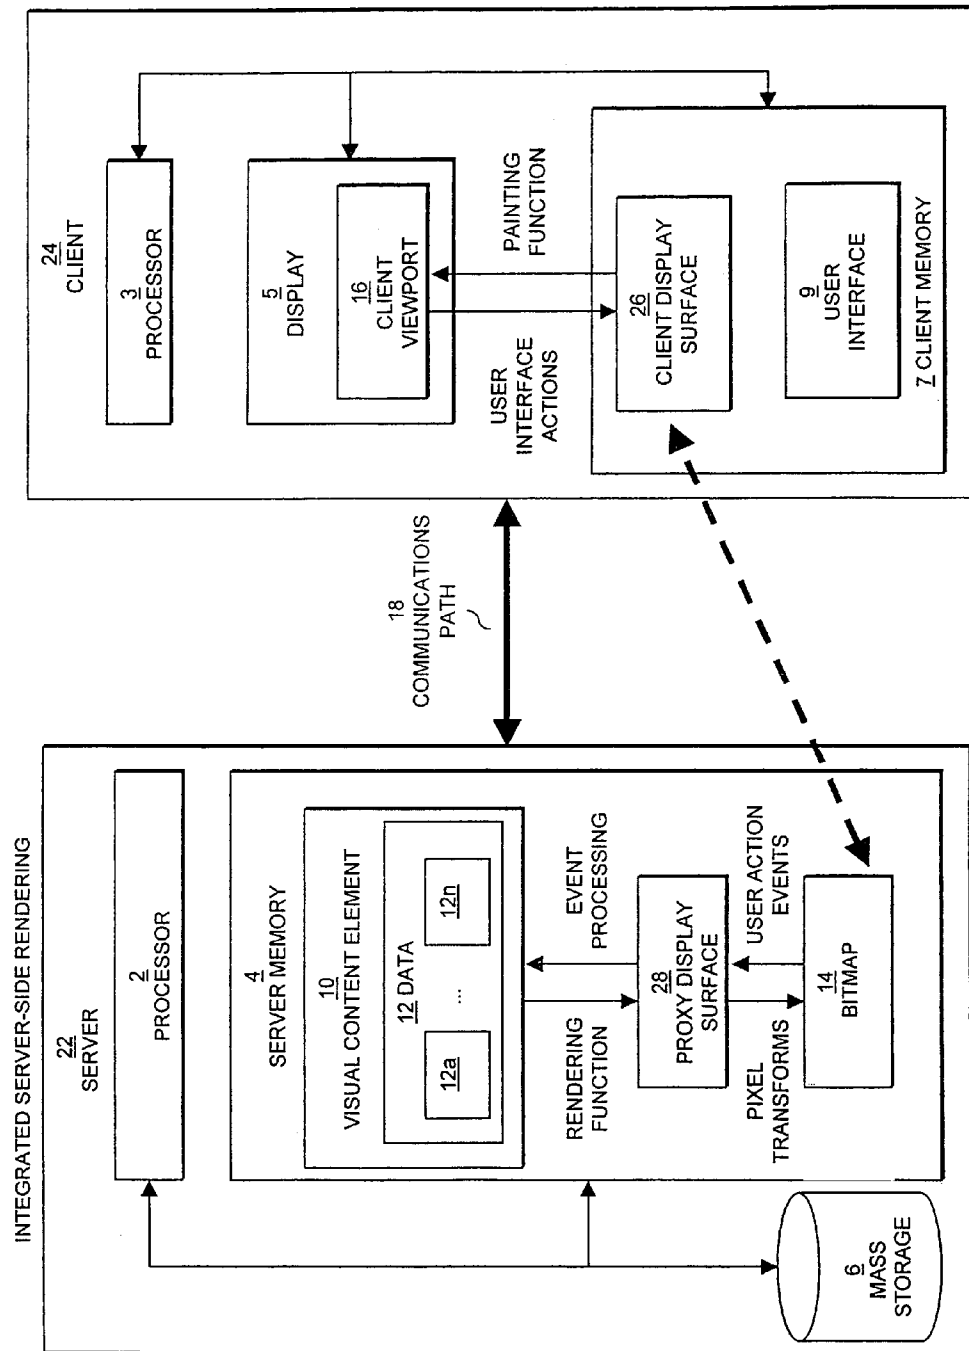 INTEGRATED SERVER-SIDE RENDERING
22
SERVER
2
PROCESSOR
4
SERVER MEMORY
10
VISUAL CONTENT ELEMENT
12 DATA
12a
...
12n
RENDERING
FUNCTION
EVENT
PROCESSING
28
PROXY DISPLAY
SURFACE
PIXEL
TRANSFORMS
USER ACTION
EVENTS
14
BITMAP
6
MASS
STORAGE
18
COMMUNICATIONS
PATH
24
CLIENT
3
PROCESSOR
5
DISPLAY
16
CLIENT
VIEWPORT
USER
INTERFACE
ACTIONS
PAINTING
FUNCTION
26
CLIENT DISPLAY
SURFACE
9
USER
INTERFACE
7 CLIENT MEMORY